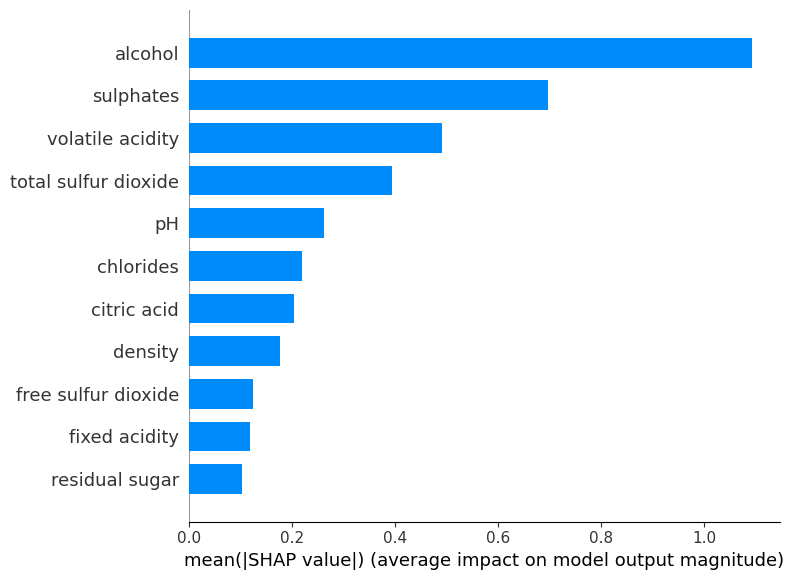 alcohol
sulphates
volatile acidity
total sulfur dioxide
pH
chlorides
citric acid
density
free sulfur dioxide
fixed acidity
residual sugar
0.0 0.2 0.4 0.6 0.8 1.0
mean(|SHAP value|) (average impact on model output magnitude)